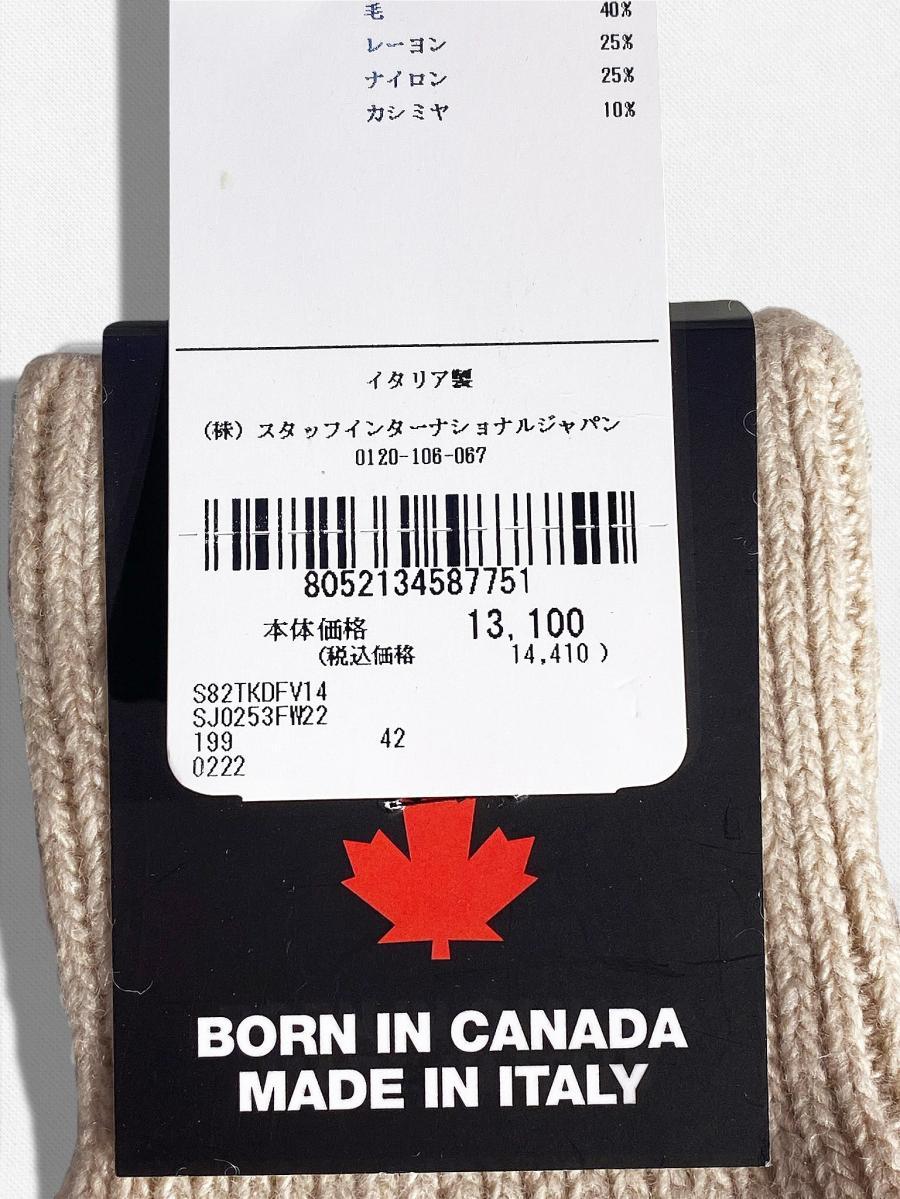 毛 40%
レーヨン 25%
ナイロン 25%
カシミヤ 10%
イタリア製
（株）スタッフインターナショナルジャパン
0120-106-067
8052134587751
本体価格 13,100
（税込価格 14,410）
S82TKDFV14
SJ0253FW22
199 42
0222
BORN IN CANADA
MADE IN ITALY